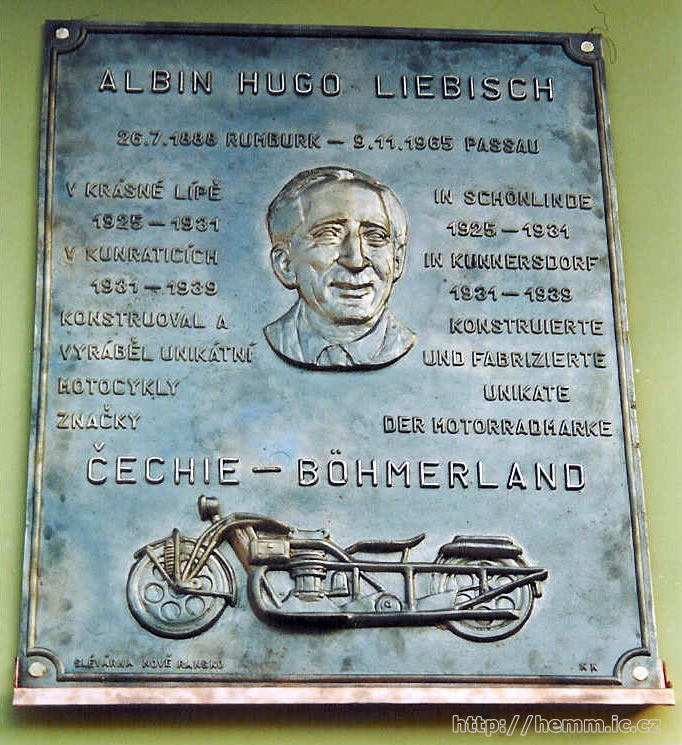 ALBIN HUGO LIEBISCH
26.7.1888 RUMBURK – 9.11.1965 PASSAU
V KRÁSNÉ LÍPĚ
1925 – 1931
V KUNRATICÍCH
1931 – 1939
KONSTRUOVAL A
VYRÁBĚL UNIKÁTNÍ
MOTOCYKLY
ZNAČKY
IN SCHÖNLINDE
1925 – 1931
IN KUNNERSDORF
1931 – 1939
KONSTRUIERTE
UND FABRIZIERTE
UNIKATE
DER MOTORRADMARKE
ČECHIE – BÖHMERLAND
SLÉVÁRNA NOVÉ RANSKO
KK
http://hemm.ic.cz